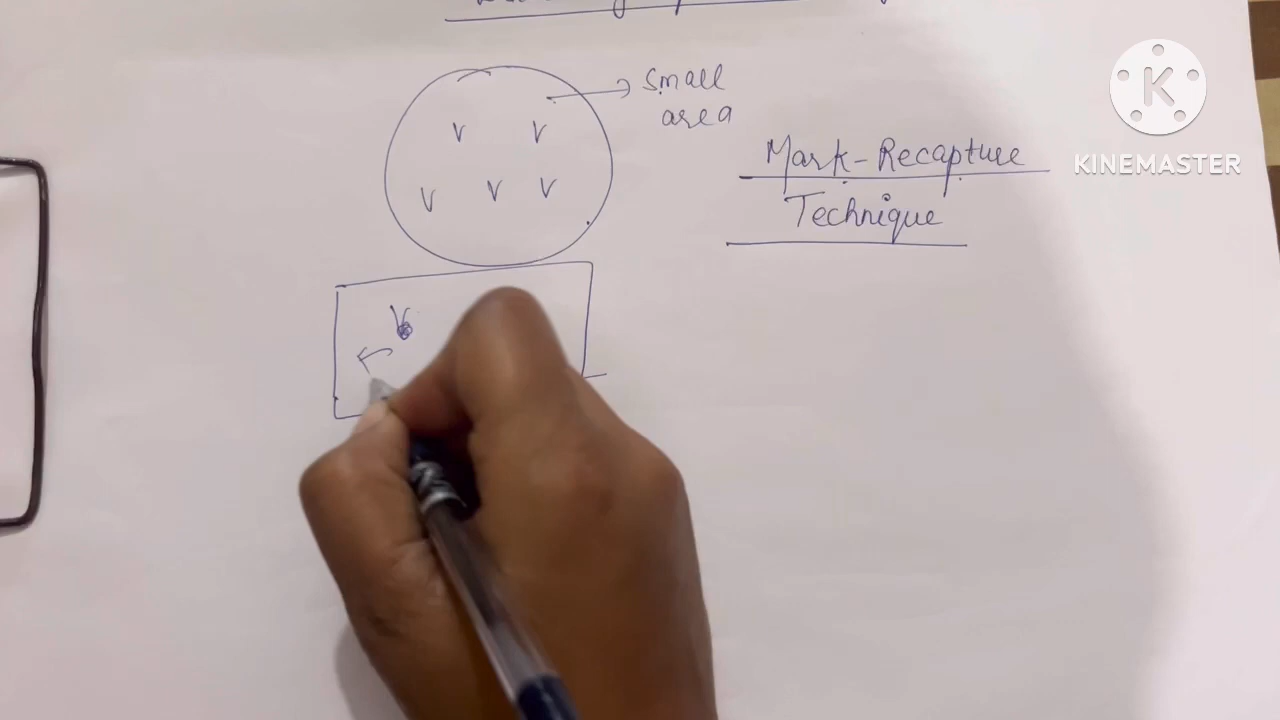 Small
area
v v
v v v
Mark-Recapture
Technique
v
K
KINEMASTER